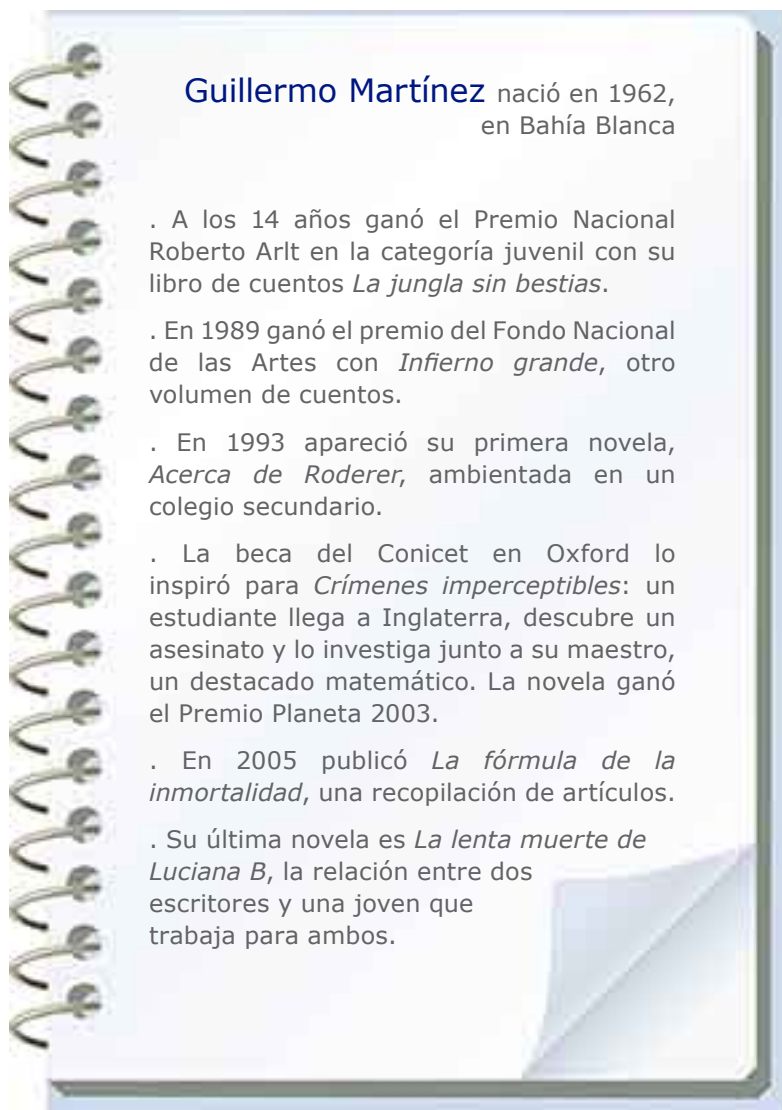 Guillermo Martínez nació en 1962,
en Bahía Blanca
. A los 14 años ganó el Premio Nacional
Roberto Arlt en la categoría juvenil con su
libro de cuentos La jungla sin bestias.
. En 1989 ganó el premio del Fondo Nacional
de las Artes con Infierno grande, otro
volumen de cuentos.
. En 1993 apareció su primera novela,
Acerca de Roderer, ambientada en un
colegio secundario.
. La beca del Conicet en Oxford lo
inspiró para Crímenes imperceptibles: un
estudiante llega a Inglaterra, descubre un
asesinato y lo investiga junto a su maestro,
un destacado matemático. La novela ganó
el Premio Planeta 2003.
. En 2005 publicó La fórmula de la
inmortalidad, una recopilación de artículos.
. Su última novela es La lenta muerte de
Luciana B, la relación entre dos
escritores y una joven que
trabaja para ambos.